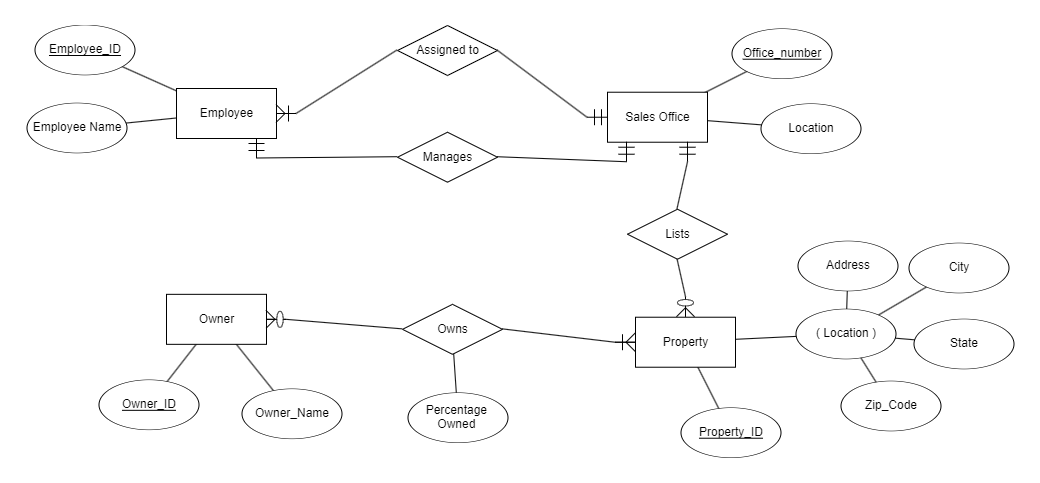 Employee_ID
Assigned to
Office_number
Employee
Sales Office
Employee Name
Location
Manages
Lists
Address
City
Owner
Owns
Property
( Location )
State
Owner_ID
Owner_Name
Percentage
Owned
Zip_Code
Property_ID